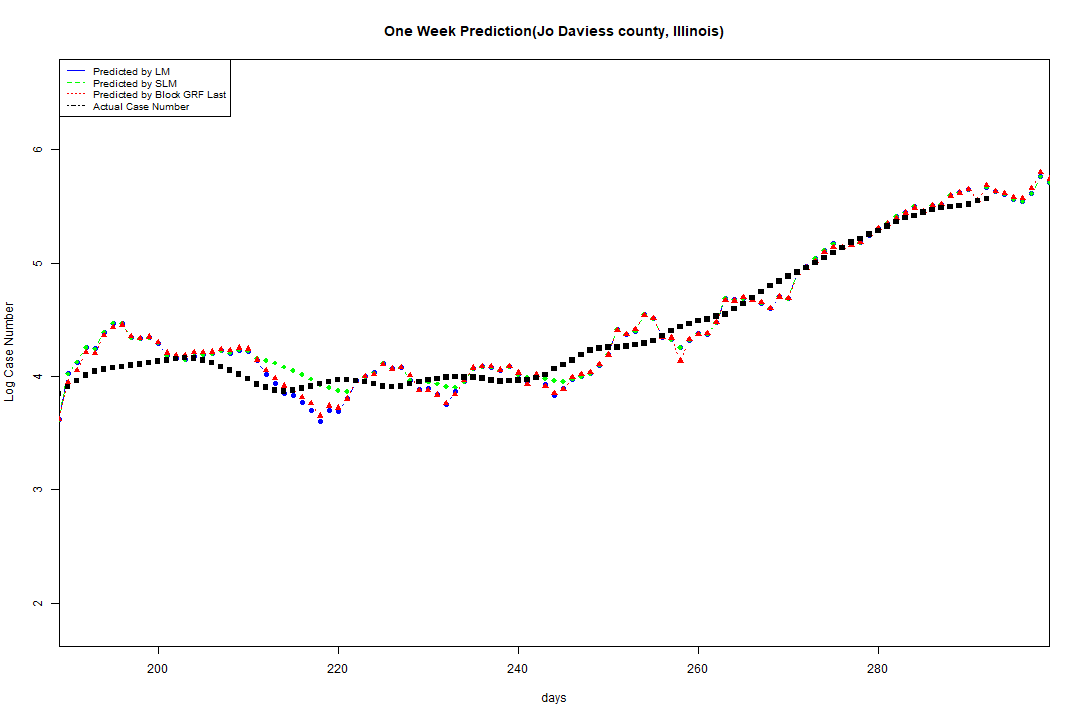 One Week Prediction(Jo Daviess county, Illinois)
Predicted by LM
Predicted by SLM
Predicted by Block GRF Last
Actual Case Number
6
5
4
3
2
Log Case Number
200 220 240 260 280
days